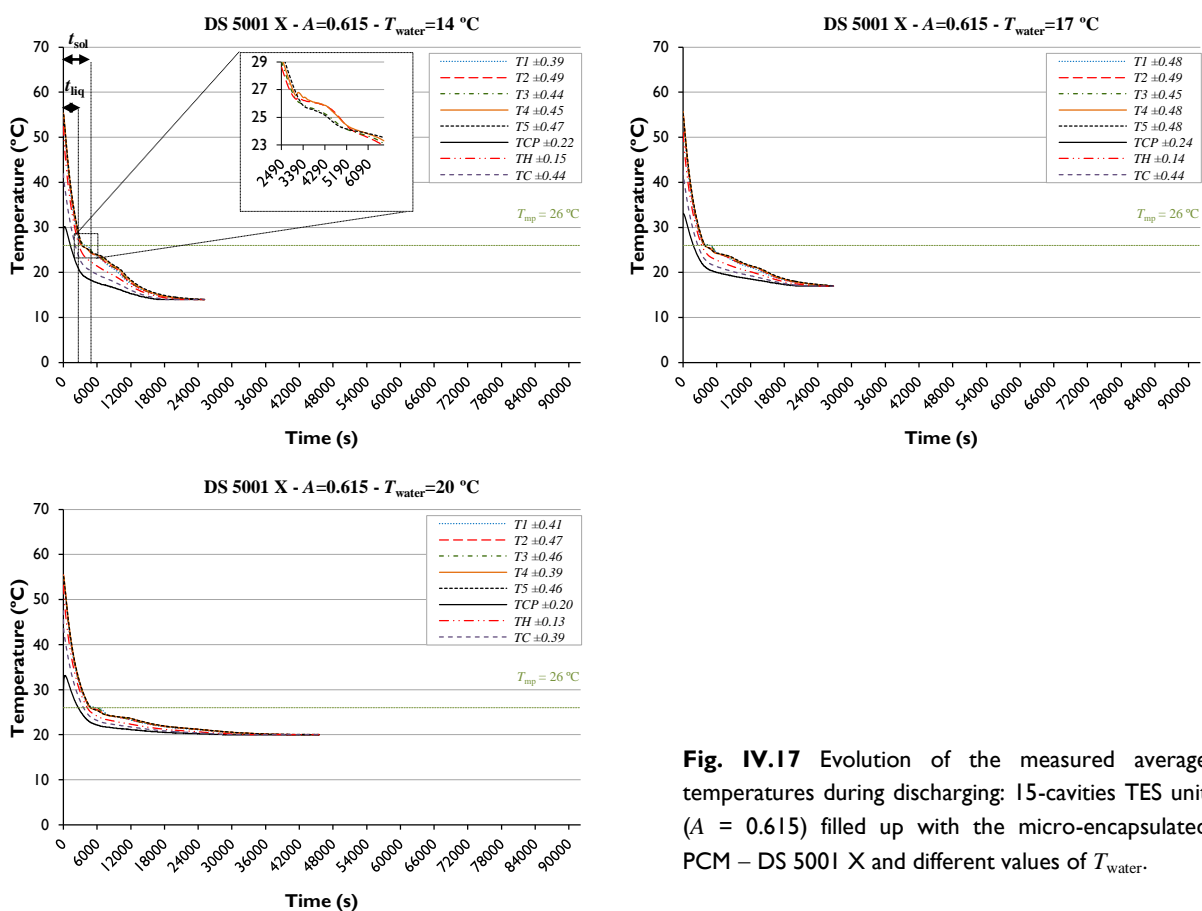 DS 5001 X - A=0.615 - Twater=14 ºC
tsol
tliq
Temperature (ºC)
70
60
50
40
30
20
10
0
29
27
25
23
2490
3390
4290
5190
6090
T1 ±0.39
T2 ±0.49
T3 ±0.44
T4 ±0.45
T5 ±0.47
TCP ±0.22
TH ±0.15
TC ±0.44
Tmp = 26 ºC
0
6000
12000
18000
24000
30000
36000
42000
48000
54000
60000
66000
72000
78000
84000
90000
Time (s)
DS 5001 X - A=0.615 - Twater=17 ºC
Temperature (ºC)
70
60
50
40
30
20
10
0
T1 ±0.48
T2 ±0.49
T3 ±0.45
T4 ±0.48
T5 ±0.48
TCP ±0.24
TH ±0.14
TC ±0.44
Tmp = 26 ºC
0
6000
12000
18000
24000
30000
36000
42000
48000
54000
60000
66000
72000
78000
84000
90000
Time (s)
DS 5001 X - A=0.615 - Twater=20 ºC
Temperature (ºC)
70
60
50
40
30
20
10
0
T1 ±0.41
T2 ±0.47
T3 ±0.46
T4 ±0.39
T5 ±0.46
TCP ±0.20
TH ±0.13
TC ±0.39
Tmp = 26 ºC
0
6000
12000
18000
24000
30000
36000
42000
48000
54000
60000
66000
72000
78000
84000
90000
Time (s)
Fig. IV.17 Evolution of the measured average
temperatures during discharging: 15-cavities TES unit
(A = 0.615) filled up with the micro-encapsulated
PCM – DS 5001 X and different values of Twater.